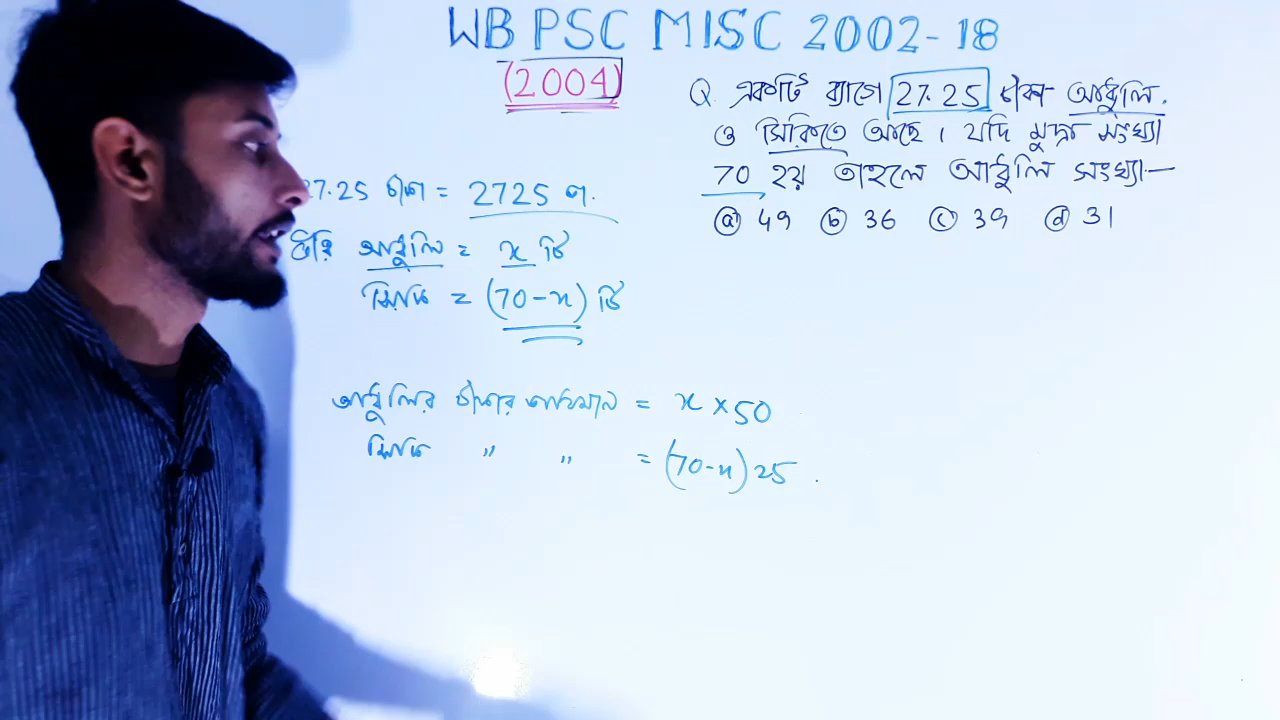 WB PSC MISC 2002-18
(2004)
Q. একটি ব্যাগে 27.25 টাকা আধুলি.
ও সিকিতে আছে। যদি মুদ্রা সংখ্যা
70 হয় তাহলে আধুলি সংখ্যা—
(a) 49 (b) 36 (c) 39 (d) 31
27.25 টাকা = 2725 প.
ধরি আধুলি = x টি
সিকি = (70-x) টি
আধুলির টাকার = x × 50
সিকি " " = (70-x) 25 .